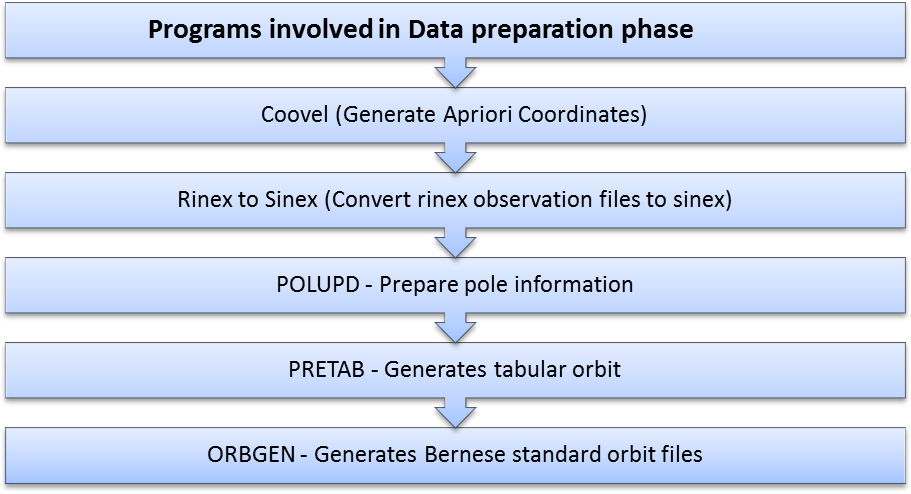 Programs involved in Data preparation phase
Coovel (Generate Apriori Coordinates)
Rinex to Sinex (Convert rinex observation files to sinex)
POLUPD - Prepare pole information
PRETAB - Generates tabular orbit
ORBGEN - Generates Bernese standard orbit files